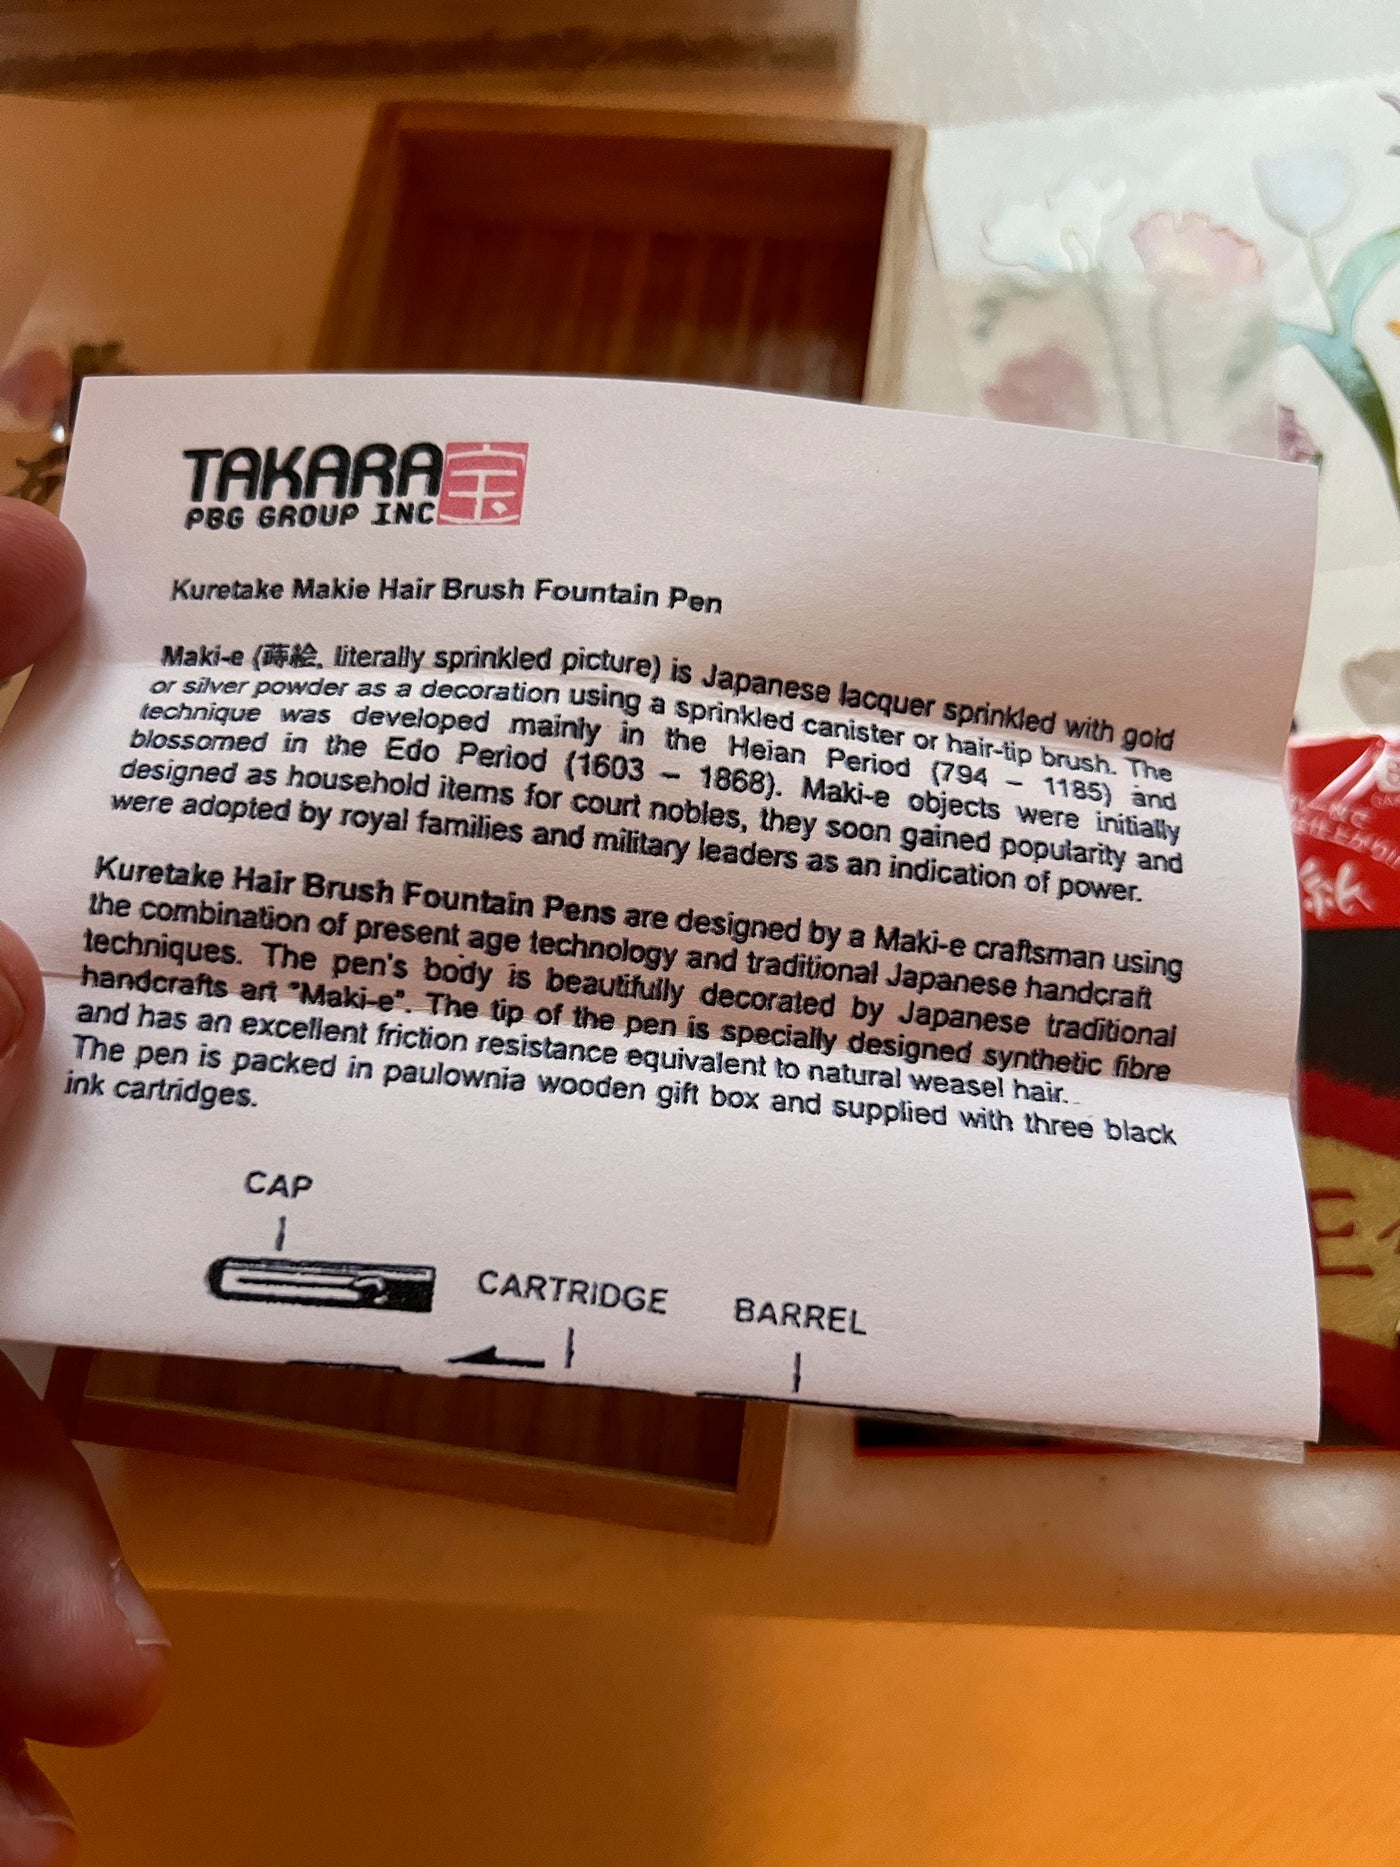 TAKARA 宝
PBG GROUP INC
Kuretake Makie Hair Brush Fountain Pen
Maki-e (蒔絵, literally sprinkled picture) is Japanese lacquer sprinkled with gold
or silver powder as a decoration using a sprinkled canister or hair-tip brush. The
technique was developed mainly in the Heian Period (794 – 1185) and
blossomed in the Edo Period (1603 – 1868). Maki-e objects were initially
designed as household items for court nobles, they soon gained popularity and
were adopted by royal families and military leaders as an indication of power.
Kuretake Hair Brush Fountain Pens are designed by a Maki-e craftsman using
the combination of present age technology and traditional Japanese handcraft
techniques. The pen's body is beautifully decorated by Japanese traditional
handcrafts art "Maki-e". The tip of the pen is specially designed synthetic fibre
and has an excellent friction resistance equivalent to natural weasel hair.
The pen is packed in paulownia wooden gift box and supplied with three black
ink cartridges.
CAP
CARTRIDGE
BARREL